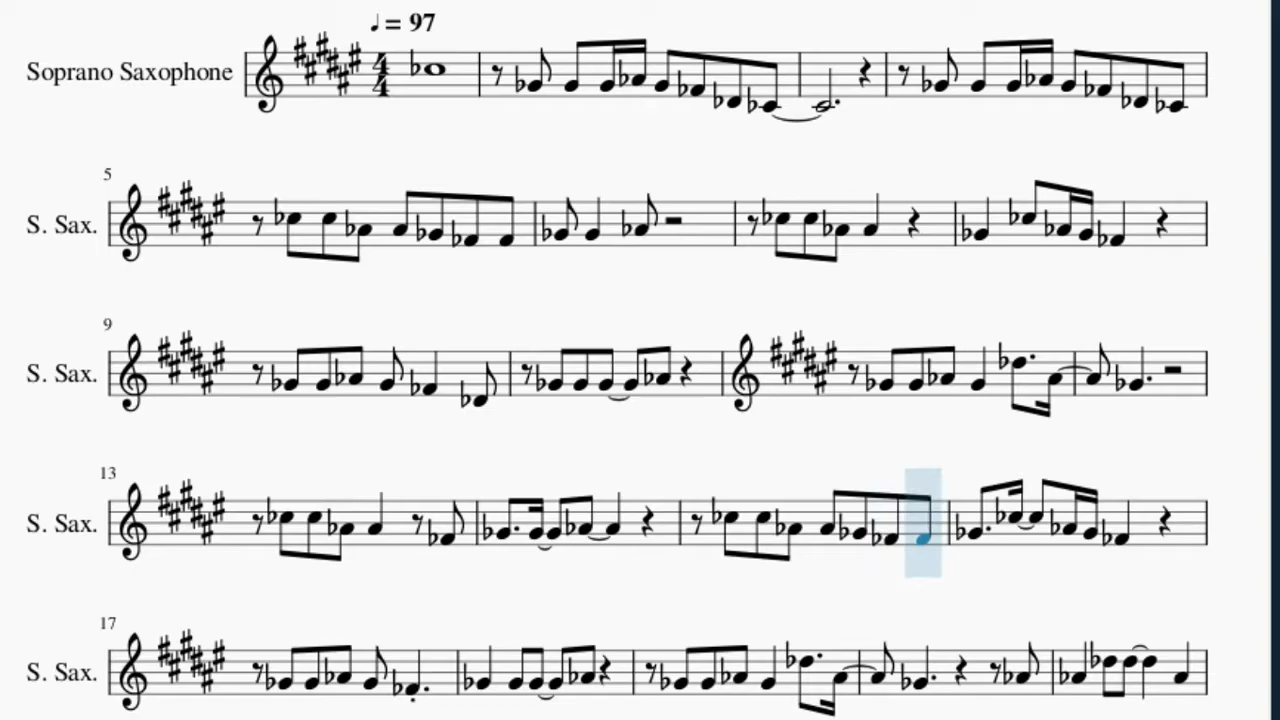 ♩= 97
Soprano Saxophone
4
4
5
S. Sax.
9
S. Sax.
13
S. Sax.
17
S. Sax.